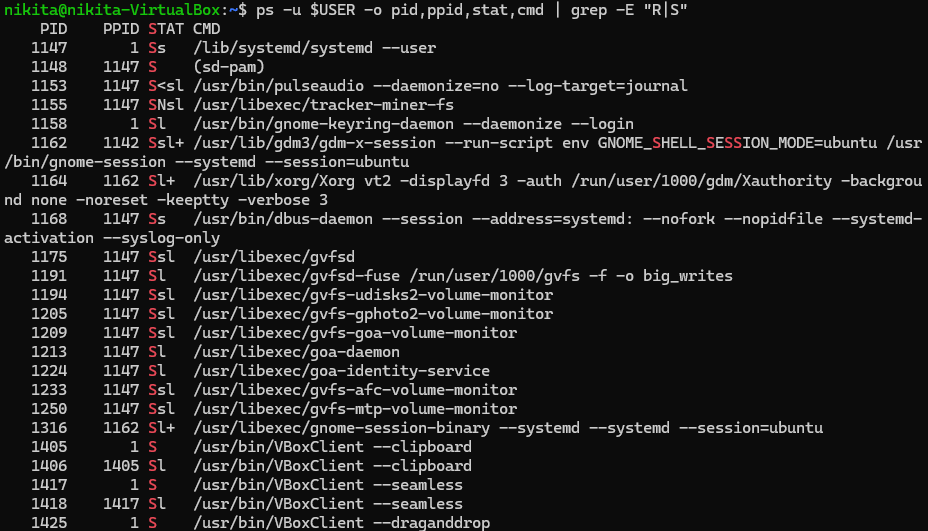 nikita@nikita-VirtualBox:~$ ps -u $USER -o pid,ppid,stat,cmd | grep -E "R|S"
    PID    PPID STAT CMD
   1147       1 Ss   /lib/systemd/systemd --user
   1148    1147 S    (sd-pam)
   1153    1147 S<sl /usr/bin/pulseaudio --daemonize=no --log-target=journal
   1155    1147 SNsl /usr/libexec/tracker-miner-fs
   1158       1 Sl   /usr/bin/gnome-keyring-daemon --daemonize --login
   1162    1142 Ssl+ /usr/lib/gdm3/gdm-x-session --run-script env GNOME_SHELL_SESSION_MODE=ubuntu /usr
/bin/gnome-session --systemd --session=ubuntu
   1164    1162 Sl+  /usr/lib/xorg/Xorg vt2 -displayfd 3 -auth /run/user/1000/gdm/Xauthority -backgrou
nd none -noreset -keeptty -verbose 3
   1168    1147 Ss   /usr/bin/dbus-daemon --session --address=systemd: --nofork --nopidfile --systemd-
activation --syslog-only
   1175    1147 Ssl  /usr/libexec/gvfsd
   1191    1147 Sl   /usr/libexec/gvfsd-fuse /run/user/1000/gvfs -f -o big_writes
   1194    1147 Ssl  /usr/libexec/gvfs-udisks2-volume-monitor
   1205    1147 Ssl  /usr/libexec/gvfs-gphoto2-volume-monitor
   1209    1147 Ssl  /usr/libexec/gvfs-goa-volume-monitor
   1213    1147 Sl   /usr/libexec/goa-daemon
   1224    1147 Sl   /usr/libexec/goa-identity-service
   1233    1147 Ssl  /usr/libexec/gvfs-afc-volume-monitor
   1250    1147 Ssl  /usr/libexec/gvfs-mtp-volume-monitor
   1316    1162 Sl+  /usr/libexec/gnome-session-binary --systemd --systemd --session=ubuntu
   1405       1 S    /usr/bin/VBoxClient --clipboard
   1406    1405 Sl   /usr/bin/VBoxClient --clipboard
   1417       1 S    /usr/bin/VBoxClient --seamless
   1418    1417 Sl   /usr/bin/VBoxClient --seamless
   1425       1 S    /usr/bin/VBoxClient --draganddrop